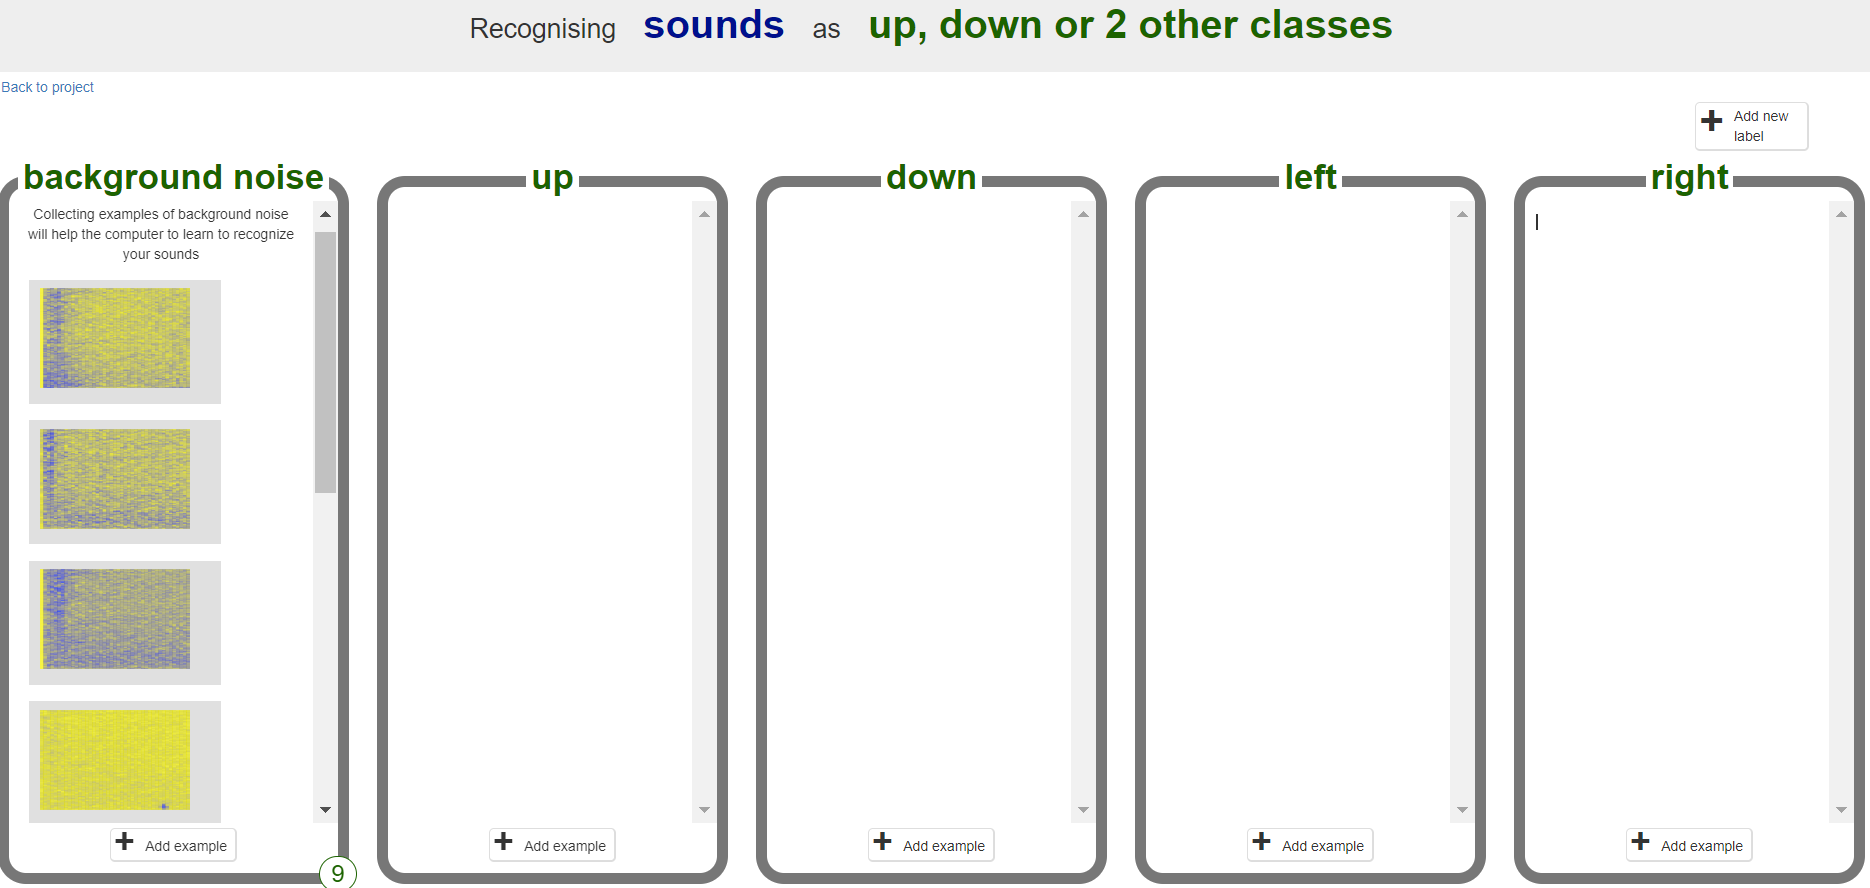 Recognising sounds as up, down or 2 other classes
Back to project
Add new
label
background noise
up
down
left
right
Collecting examples of background noise
will help the computer to learn to recognize
your sounds
Add example
Add example
Add example
Add example
Add example
9